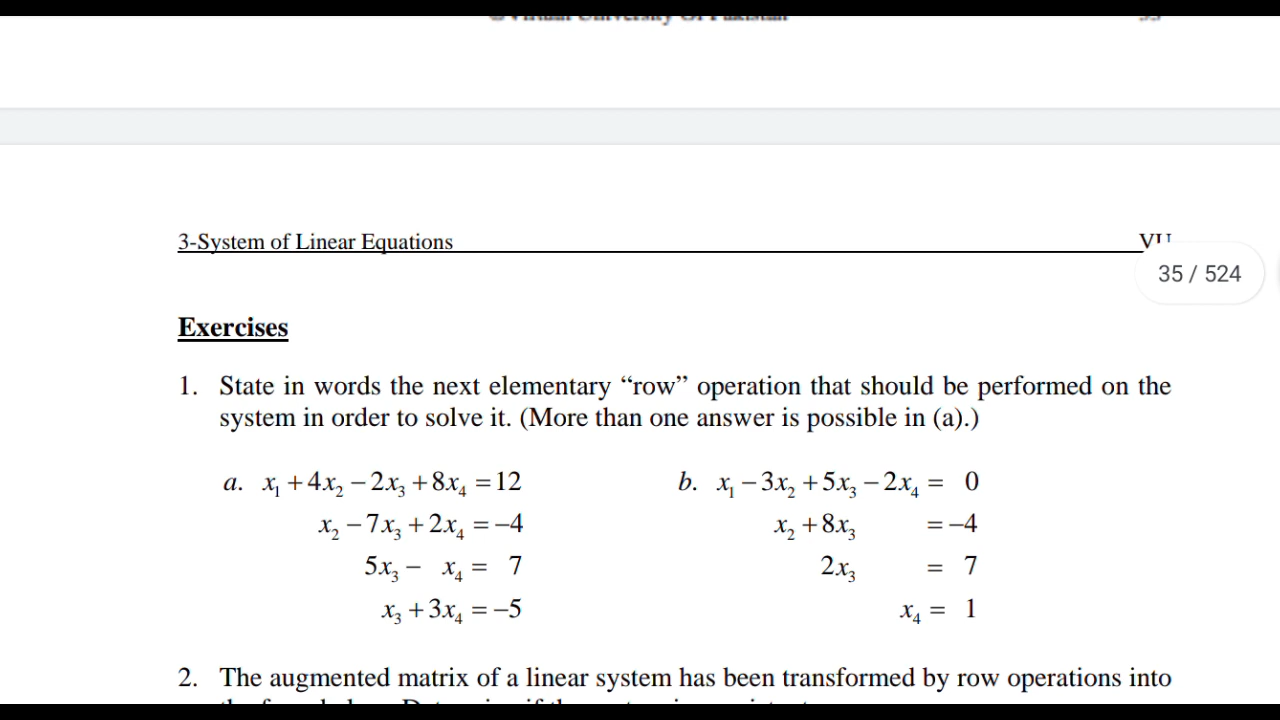 3-System of Linear Equations
35 / 524
Exercises
1. State in words the next elementary “row” operation that should be performed on the
system in order to solve it. (More than one answer is possible in (a).)
a. x₁ + 4x₂ − 2x₃ + 8x₄ = 12 b. x₁ − 3x₂ + 5x₃ − 2x₄ = 0
x₂ − 7x₃ + 2x₄ = −4 x₂ + 8x₃ = −4
5x₃ − x₄ = 7 2x₃ = 7
x₃ + 3x₄ = −5 x₄ = 1
2. The augmented matrix of a linear system has been transformed by row operations into